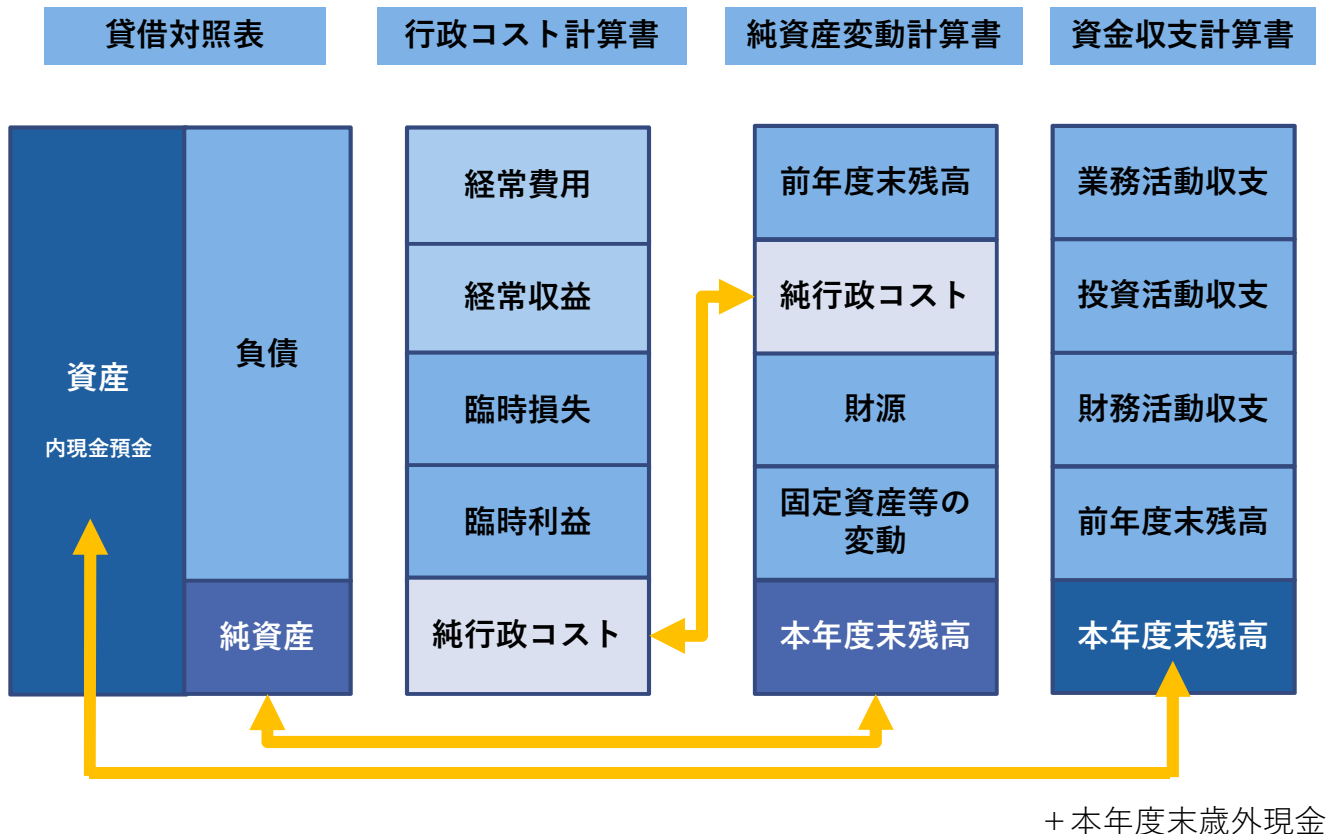 貸借対照表
行政コスト計算書
純資産変動計算書
資金収支計算書
資産
内現金預金
負債
純資産
経常費用
経常収益
臨時損失
臨時利益
純行政コスト
前年度末残高
純行政コスト
財源
固定資産等の
変動
本年度末残高
業務活動収支
投資活動収支
財務活動収支
前年度末残高
本年度末残高
＋本年度末歳外現金